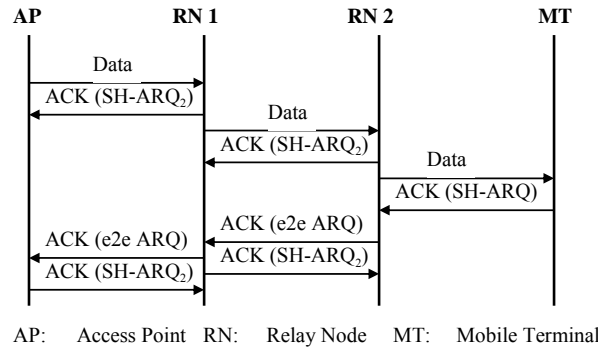 AP RN 1 RN 2 MT
Data
ACK (SH-ARQ₂)
Data
ACK (SH-ARQ₂)
Data
ACK (SH-ARQ)
ACK (e2e ARQ)
ACK (e2e ARQ)
ACK (SH-ARQ₂)
ACK (SH-ARQ₂)
AP: Access Point RN: Relay Node MT: Mobile Terminal